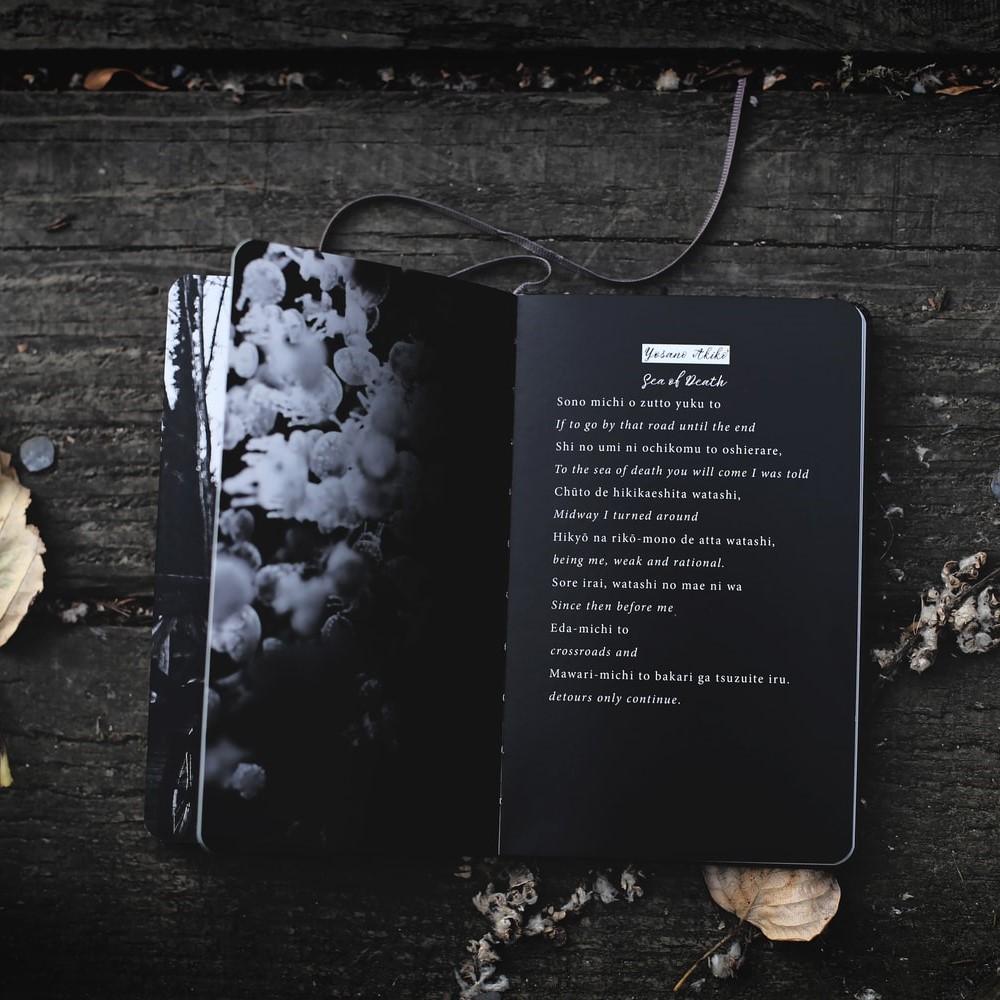 Yosano Akiko
Sea of Death
Sono michi o zutto yuku to
If to go by that road until the end
Shi no umi ni ochikomu to oshierare,
To the sea of death you will come I was told
Chūto de hikikaeshita watashi,
Midway I turned around
Hikyō na rikō-mono de atta watashi,
being me, weak and rational.
Sore irai, watashi no mae ni wa
Since then before me
Eda-michi to
crossroads and
Mawari-michi to bakari ga tsuzuite iru.
detours only continue.